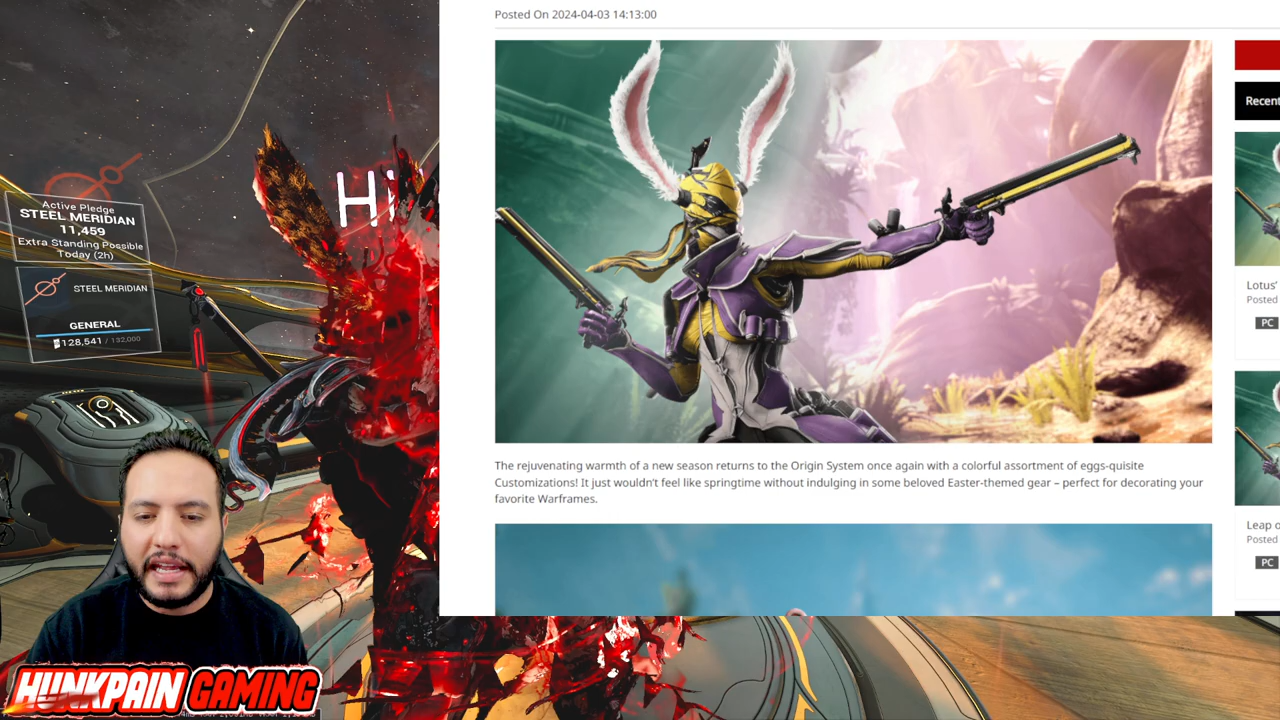 Posted On 2024-04-03 14:13:00
Recent
Active Pledge
STEEL MERIDIAN
11,459
Extra Standing Possible
Today (2h)
STEEL MERIDIAN
GENERAL
128,541 / 132,000
Hi
Lotus'
Posted
PC
The rejuvenating warmth of a new season returns to the Origin System once again with a colorful assortment of eggs-quisite
Customizations! It just wouldn't feel like springtime without indulging in some beloved Easter-themed gear – perfect for decorating your
favorite Warframes.
Leap o
Posted
PC
HUNKPAIN GAMING